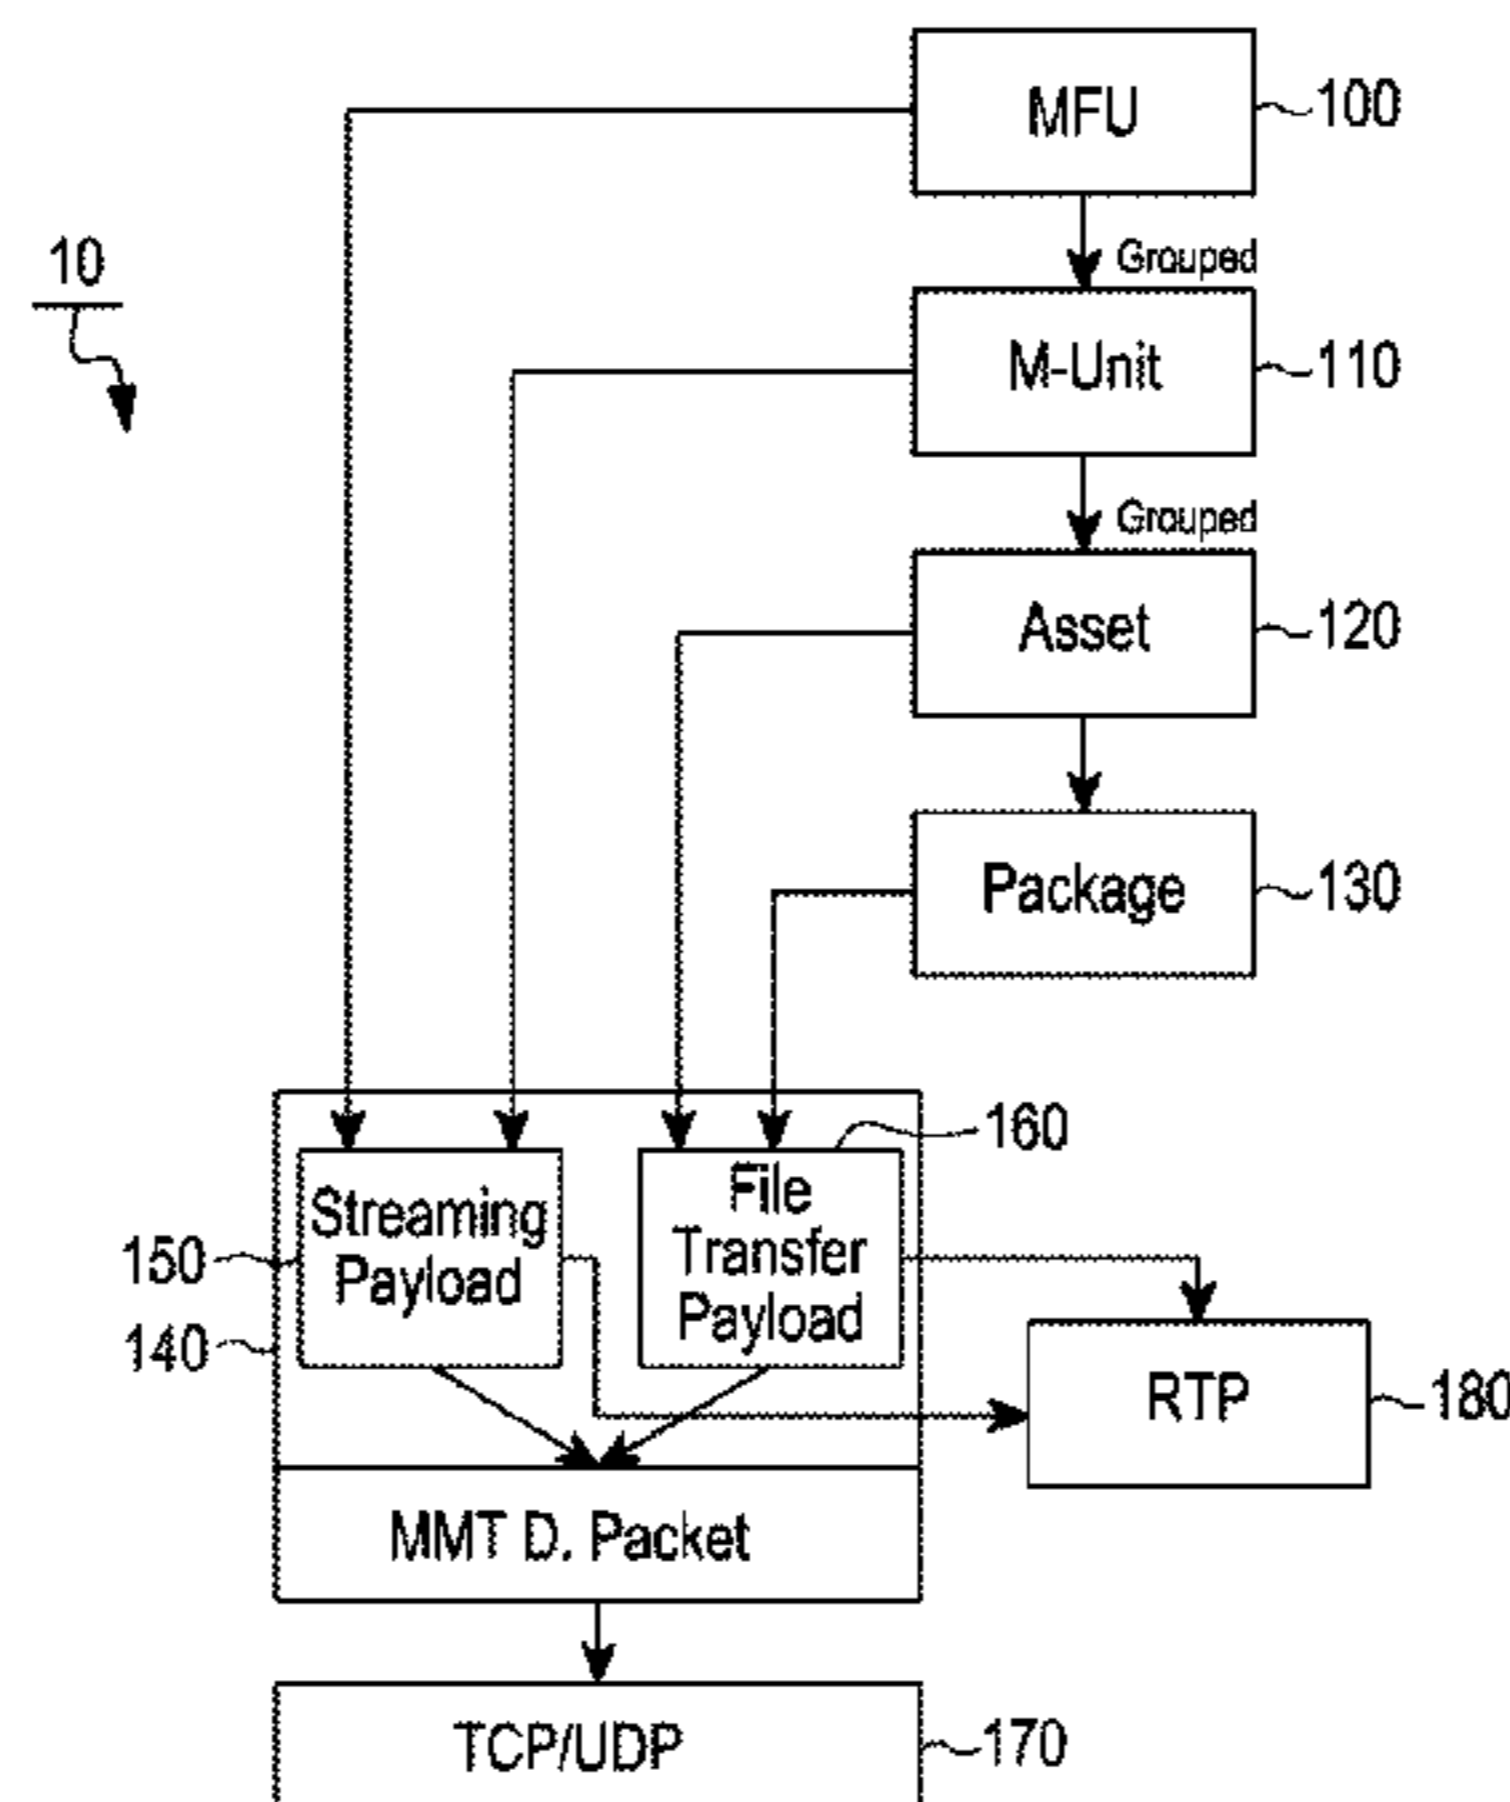 MFU
100
10
Grouped
M-Unit
110
Grouped
Asset
120
Package
130
160
File
Transfer
Payload
Streaming
Payload
150
140
RTP
180
MMT D. Packet
TCP/UDP
170